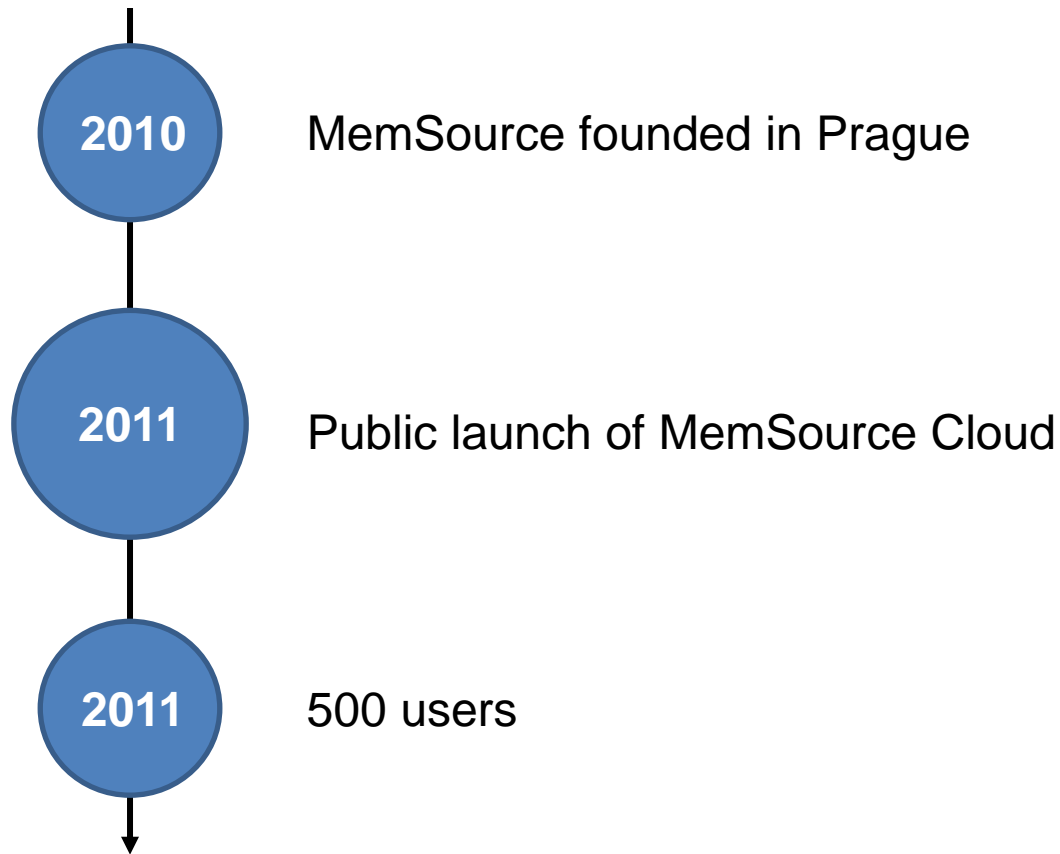 2010
MemSource founded in Prague
2011
Public launch of MemSource Cloud
2011
500 users